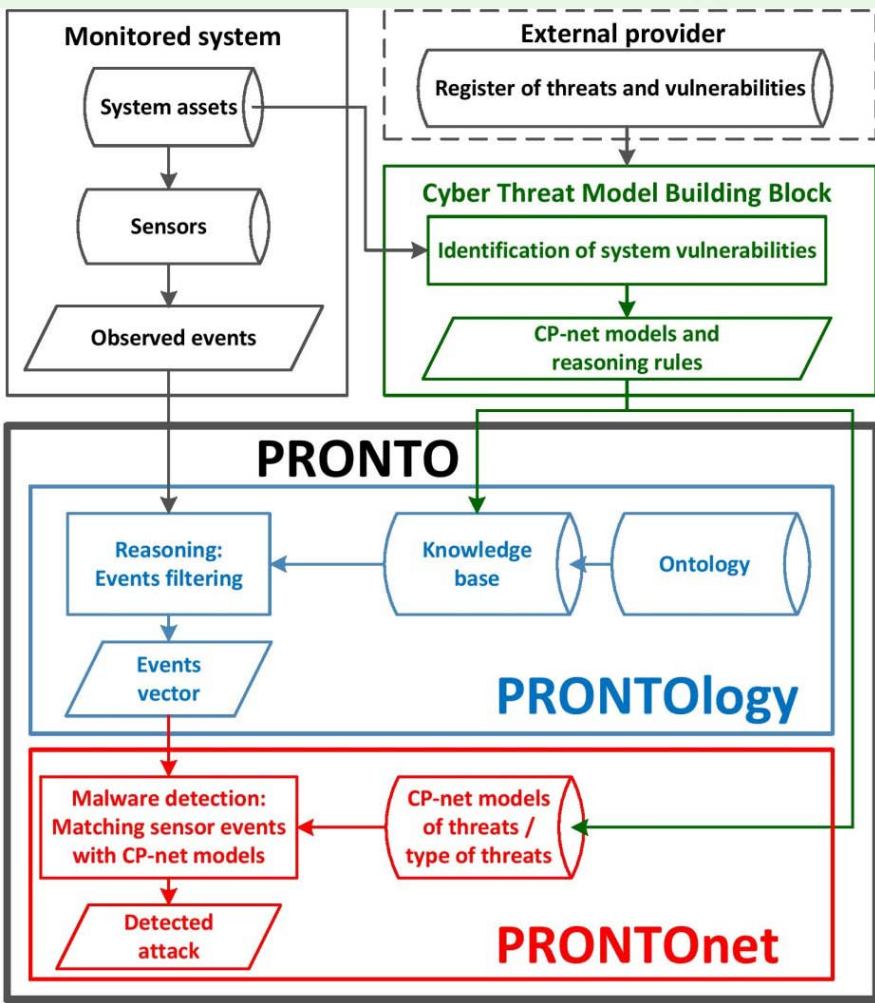 Monitored system
System assets
Sensors
Observed events
External provider
Register of threats and vulnerabilities
Cyber Threat Model Building Block
Identification of system vulnerabilities
CP-net models and
reasoning rules
PRONTO
Reasoning:
Events filtering
Knowledge
base
Ontology
Events
vector
PRONTOlogy
Malware detection:
Matching sensor events
with CP-net models
CP-net models
of threats /
type of threats
Detected
attack
PRONTOnet